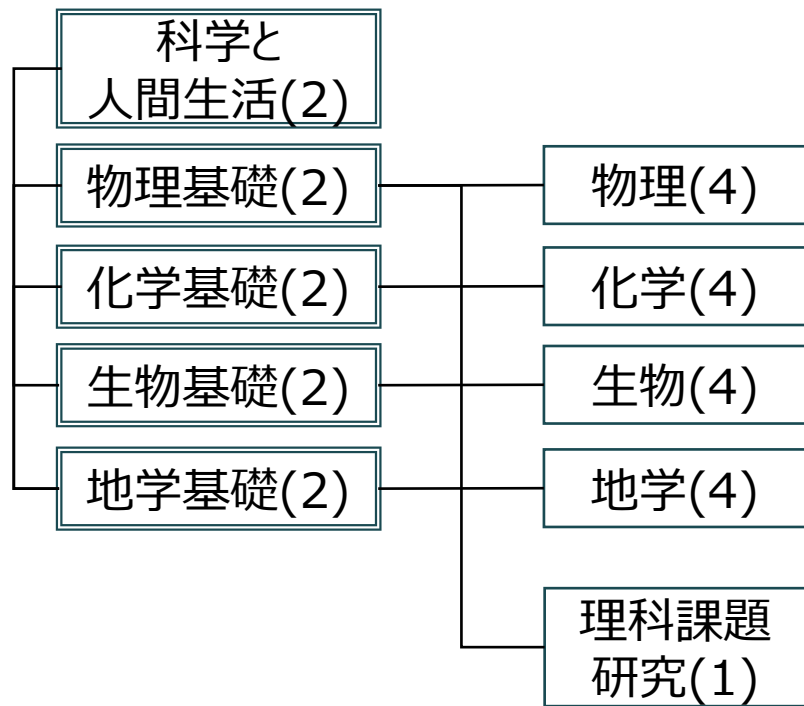 科学と
人間生活(2)
物理基礎(2)
物理(4)
化学基礎(2)
化学(4)
生物基礎(2)
生物(4)
地学基礎(2)
地学(4)
理科課題
研究(1)